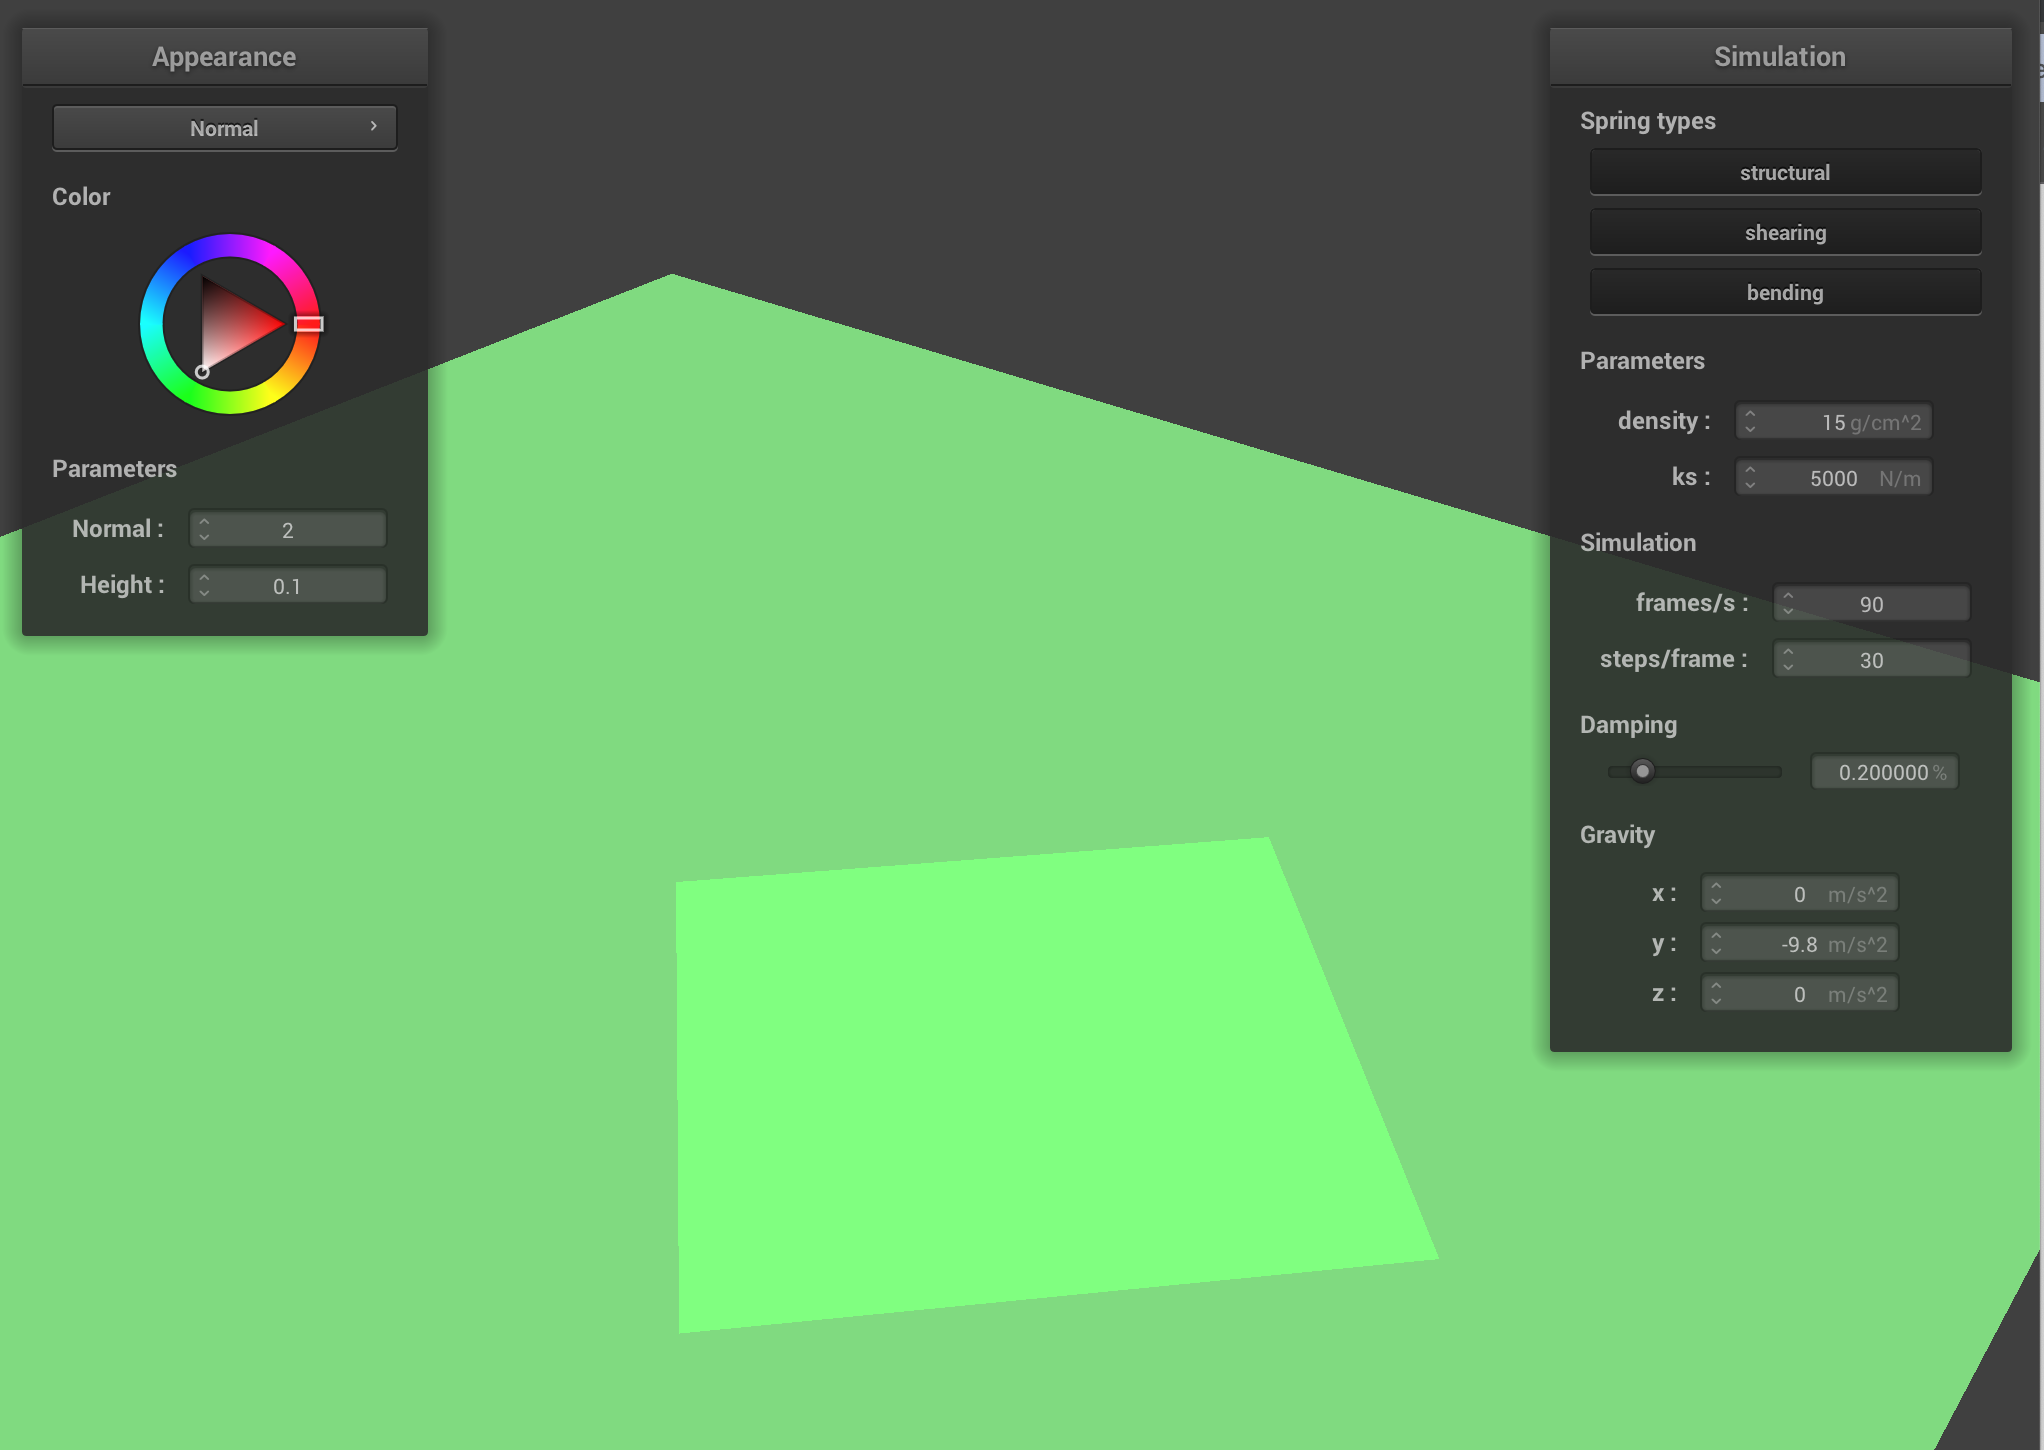 Appearance
Normal
Color
Parameters
Normal : 2
Height : 0.1
Simulation
Spring types
structural
shearing
bending
Parameters
density : 15 g/cm^2
ks : 5000 N/m
Simulation
frames/s : 90
steps/frame : 30
Damping
0.200000 %
Gravity
x : 0 m/s^2
y : -9.8 m/s^2
z : 0 m/s^2